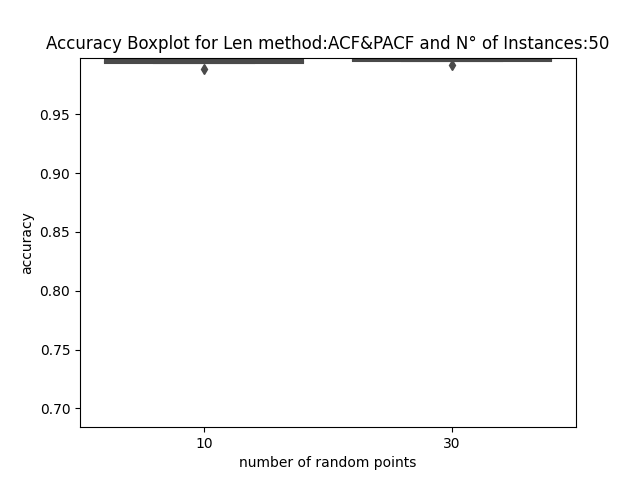 Accuracy Boxplot for Len method:ACF&PACF and N° of Instances:50
0.95
0.90
0.85
0.80
0.75
0.70
accuracy
10 30
number of random points